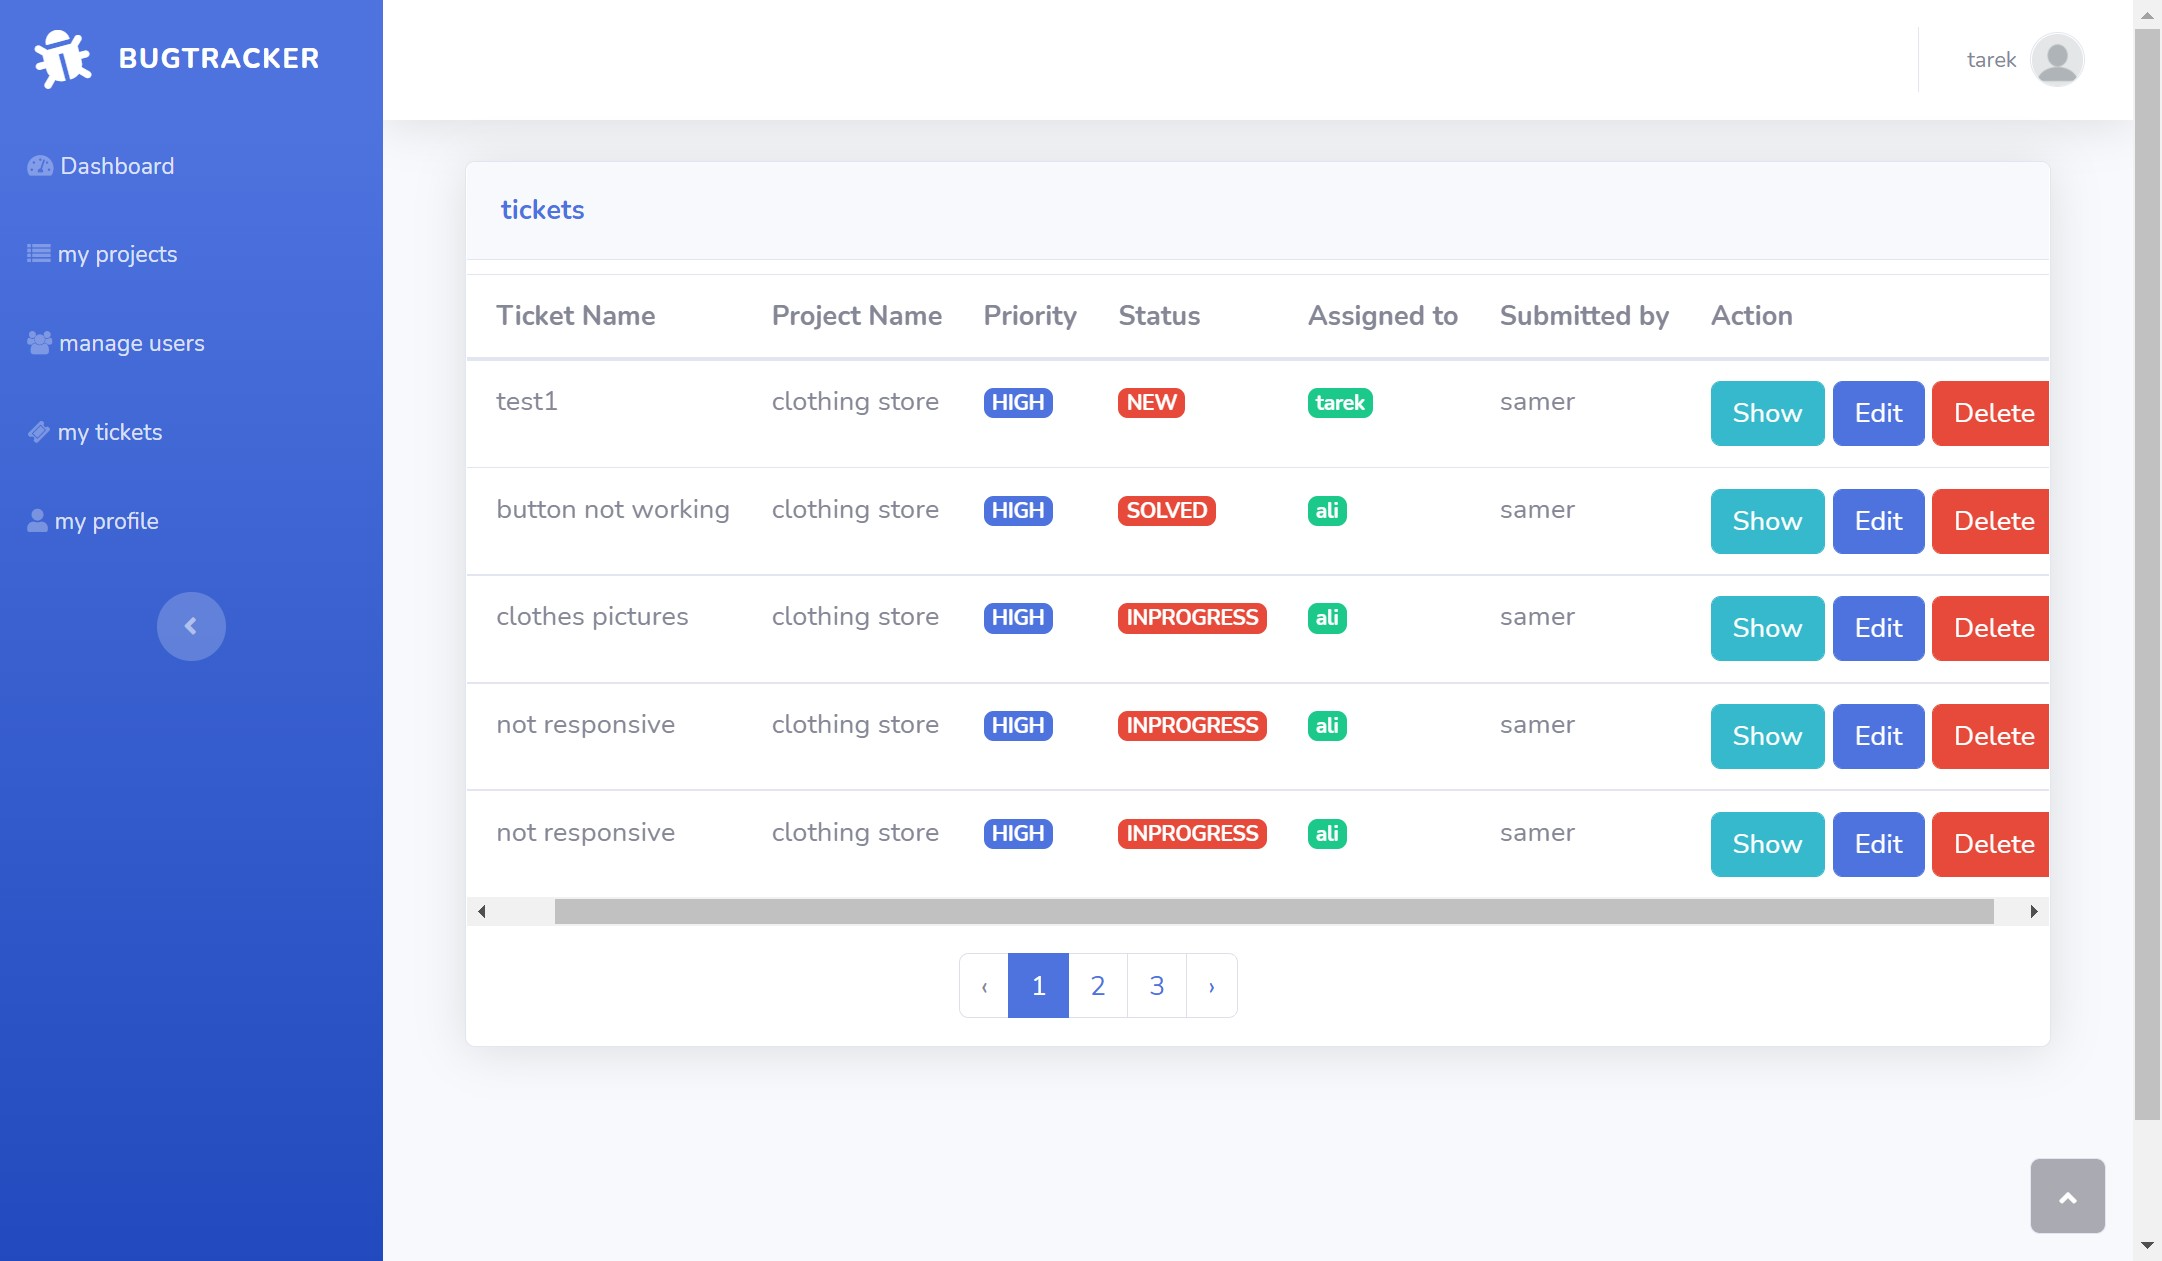 BUGTRACKER
tarek
Dashboard
my projects
manage users
my tickets
my profile
tickets
Ticket Name Project Name Priority Status Assigned to Submitted by Action
test1 clothing store HIGH NEW tarek samer Show Edit Delete
button not working clothing store HIGH SOLVED ali samer Show Edit Delete
clothes pictures clothing store HIGH INPROGRESS ali samer Show Edit Delete
not responsive clothing store HIGH INPROGRESS ali samer Show Edit Delete
not responsive clothing store HIGH INPROGRESS ali samer Show Edit Delete
‹ 1 2 3 ›